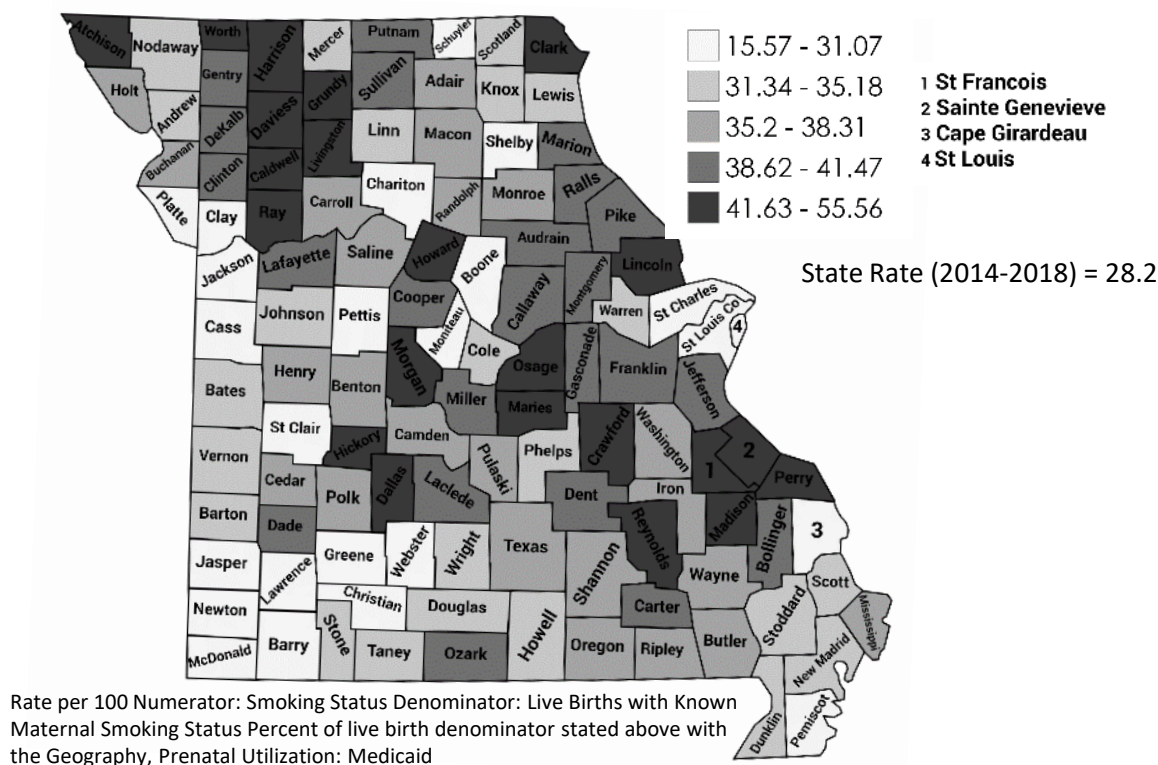 Atchison
Nodaway
Worth
Harrison
Mercer
Putnam
Schuyler
Scotland
Clark
Holt
Gentry
Sullivan
Adair
Knox
Lewis
Andrew
DeKalb
Daviess
Grundy
Buchanan
Clinton
Caldwell
Livingston
Linn
Macon
Shelby
Marion
Platte
Clay
Ray
Carroll
Chariton
Randolph
Monroe
Ralls
Pike
Jackson
Lafayette
Saline
Howard
Boone
Audrain
Lincoln
Cass
Johnson
Pettis
Cooper
Moniteau
Callaway
Montgomery
Warren
St Charles
St Louis Co
4
Bates
Henry
Benton
Morgan
Cole
Miller
Osage
Maries
Gasconade
Franklin
Jefferson
Vernon
St Clair
Hickory
Camden
Pulaski
Phelps
Crawford
Washington
1
2
Perry
Barton
Cedar
Dade
Polk
Dallas
Laclede
Dent
Iron
Reynolds
Madison
Bollinger
3
Jasper
Lawrence
Greene
Webster
Wright
Texas
Shannon
Wayne
Scott
Newton
Christian
Douglas
Howell
Carter
Butler
Stoddard
Mississippi
McDonald
Barry
Stone
Taney
Ozark
Oregon
Ripley
New Madrid
Dunklin
Pemiscot
15.57 - 31.07
31.34 - 35.18
35.2 - 38.31
38.62 - 41.47
41.63 - 55.56
1 St Francois
2 Sainte Genevieve
3 Cape Girardeau
4 St Louis
State Rate (2014-2018) = 28.2
Rate per 100 Numerator: Smoking Status Denominator: Live Births with Known
Maternal Smoking Status Percent of live birth denominator stated above with
the Geography, Prenatal Utilization: Medicaid